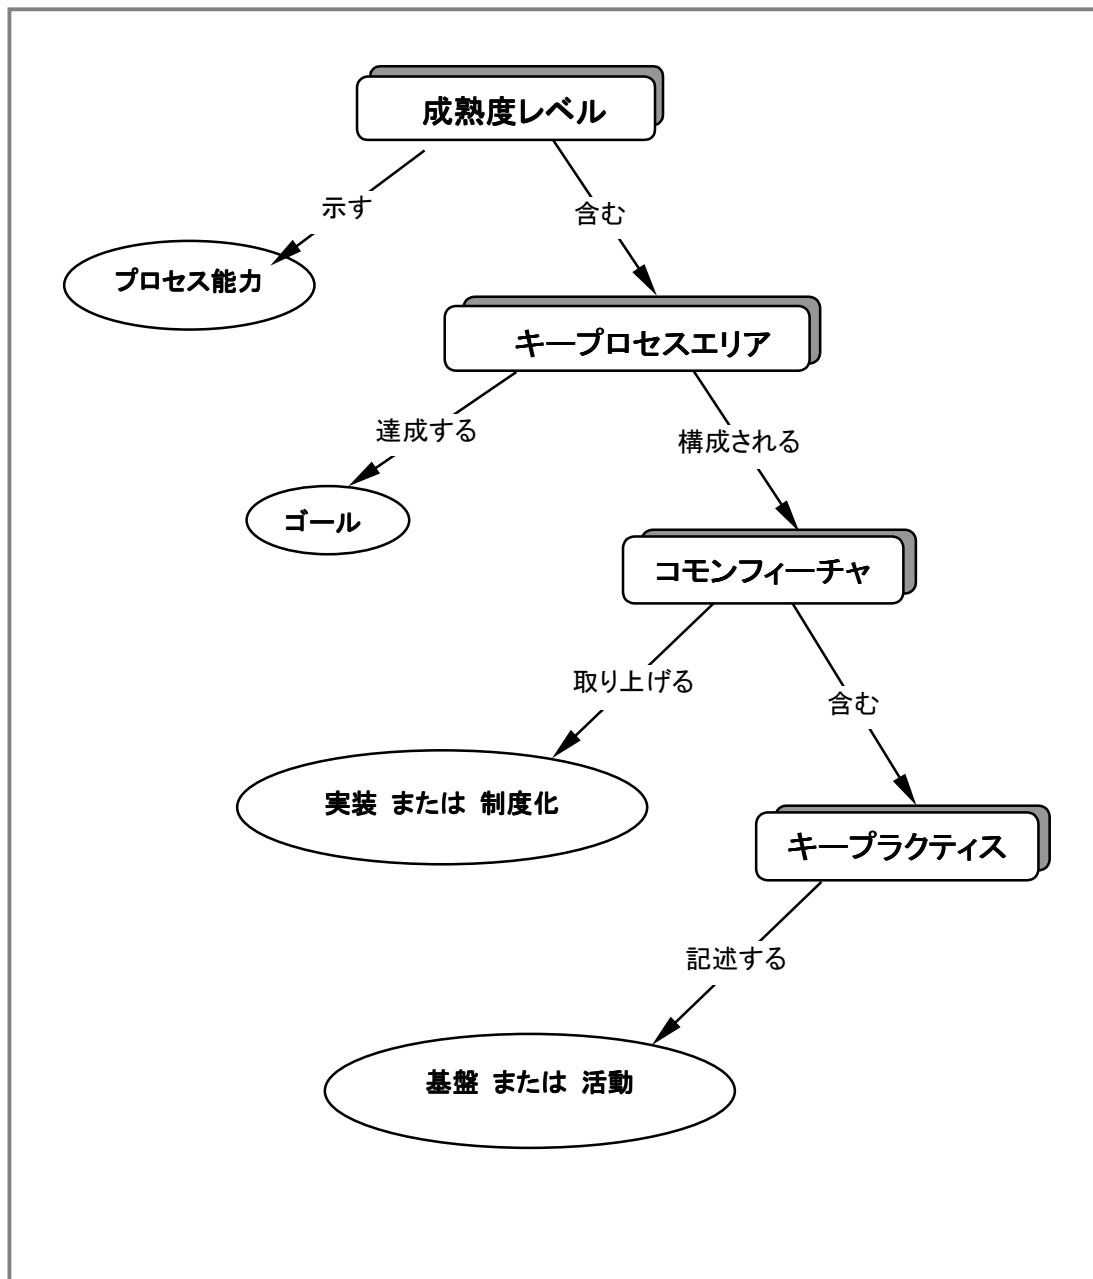 成熟度レベル
示す
含む
プロセス能力
キープロセスエリア
達成する
構成される
ゴール
コモンフィーチャ
取り上げる
含む
実装 または 制度化
キープラクティス
記述する
基盤 または 活動